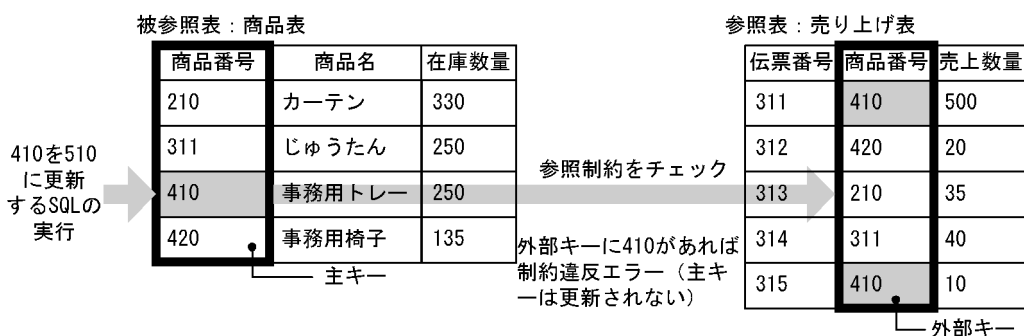 被参照表：商品表
商品番号 商品名 在庫数量
210 カーテン 330
311 じゅうたん 250
410 事務用トレー 250
420 事務用椅子 135
主キー
410を510
に更新
するSQLの
実行
参照制約をチェック
外部キーに410があれば
制約違反エラー（主キ
ーは更新されない）
参照表：売り上げ表
伝票番号 商品番号 売上数量
311 410 500
312 420 20
313 210 35
314 311 40
315 410 10
外部キー